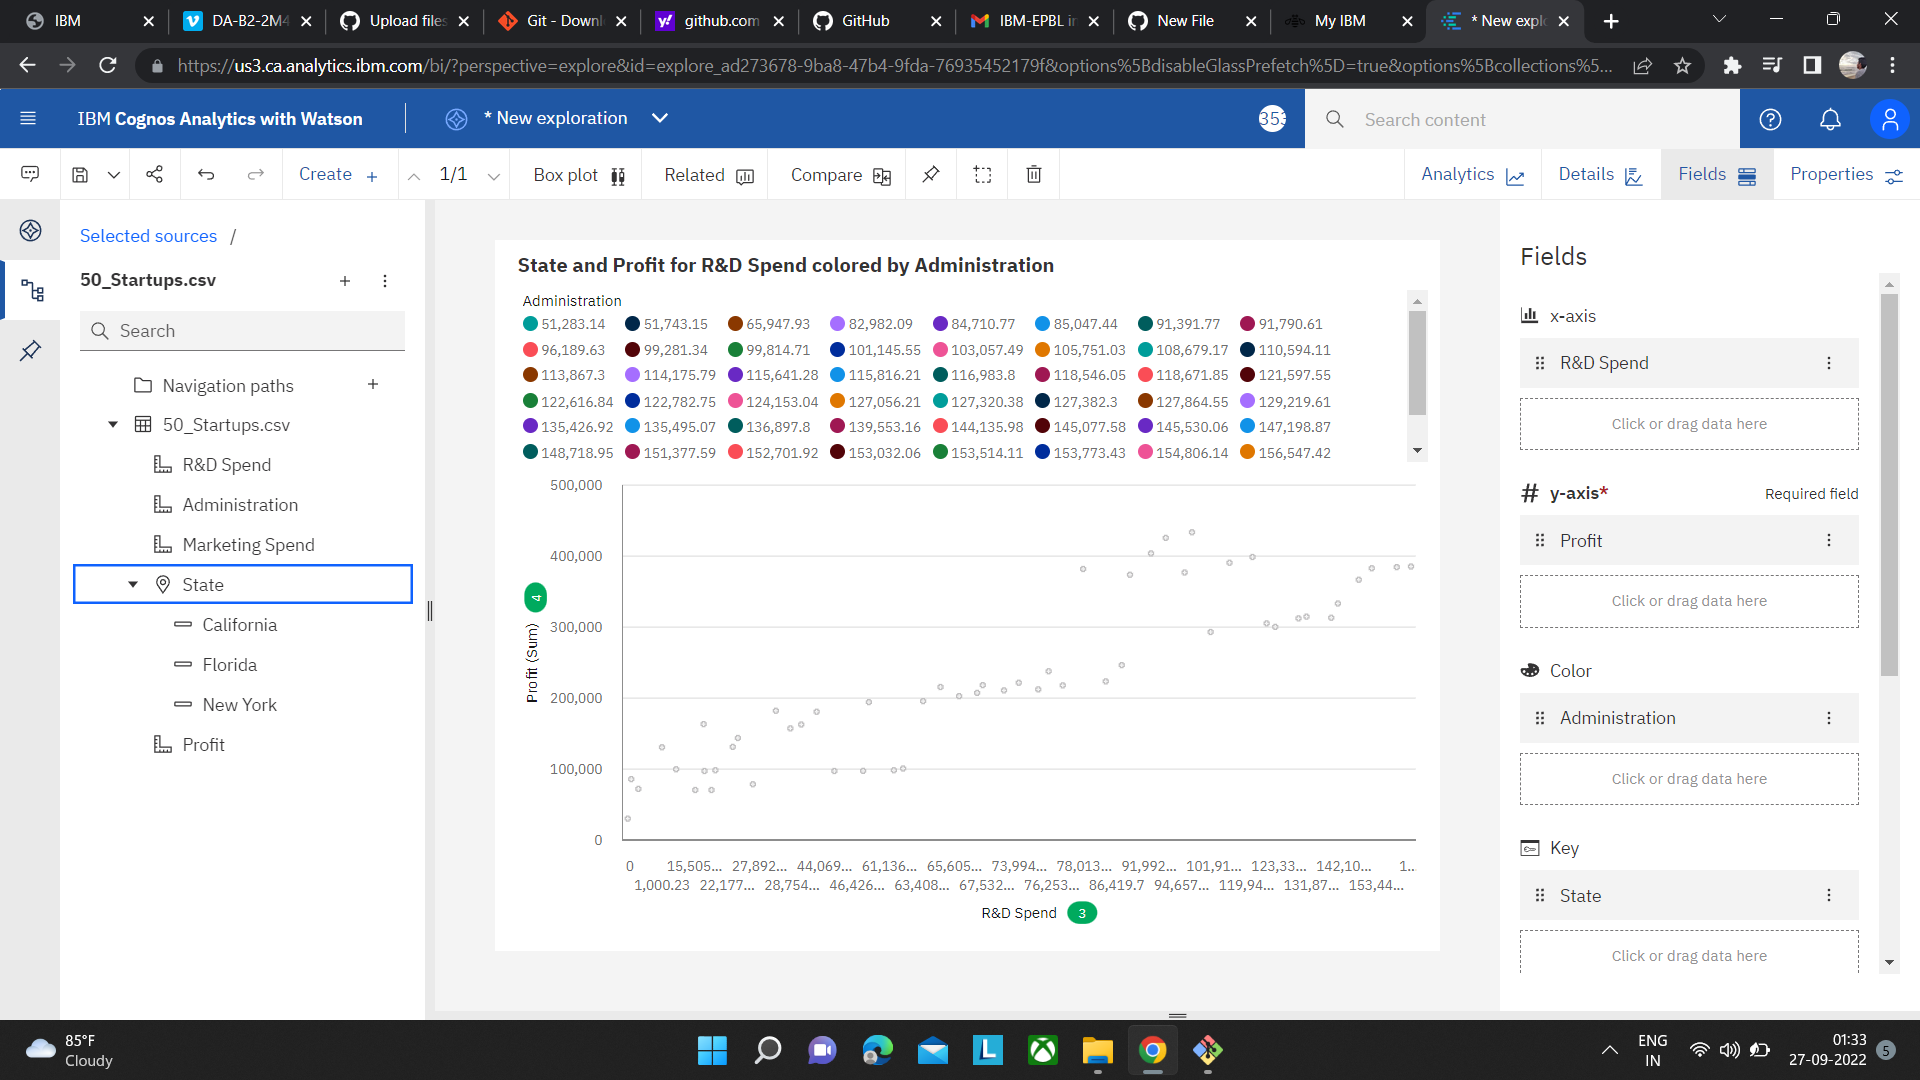 IBM
DA-B2-2M4
Upload files
Git - Downl
github.com
GitHub
IBM-EPBL i
New File
My IBM
* New expl
https://us3.ca.analytics.ibm.com/bi/?perspective=explore&id=explore_ad273678-9ba8-47b4-9fda-76935452179f&options%5BdisableGlassPrefetch%5D=true&options%5Bcollections%5...
IBM Cognos Analytics with Watson
* New exploration
353
Search content
Create
1/1
Box plot
Related
Compare
Analytics
Details
Fields
Properties
Selected sources /
50_Startups.csv
Search
Navigation paths
50_Startups.csv
R&D Spend
Administration
Marketing Spend
State
California
Florida
New York
Profit
State and Profit for R&D Spend colored by Administration
Administration
51,283.14 51,743.15 65,947.93 82,982.09 84,710.77 85,047.44 91,391.77 91,790.61
96,189.63 99,281.34 99,814.71 101,145.55 103,057.49 105,751.03 108,679.17 110,594.11
113,867.3 114,175.79 115,641.28 115,816.21 116,983.8 118,546.05 118,671.85 121,597.55
122,616.84 122,782.75 124,153.04 127,056.21 127,320.38 127,382.3 127,864.55 129,219.61
135,426.92 135,495.07 136,897.8 139,553.16 144,135.98 145,077.58 145,530.06 147,198.87
148,718.95 151,377.59 152,701.92 153,032.06 153,514.11 153,773.43 154,806.14 156,547.42
500,000
400,000
300,000
200,000
100,000
0
Profit (Sum)
4
0 15,505... 27,892... 44,069... 61,136... 65,605... 73,994... 78,013... 91,992... 101,91... 123,33... 142,10... 1...
1,000.23 22,177... 28,754... 46,426... 63,408... 67,532... 76,253... 86,419.7 94,657... 119,94... 131,87... 153,44...
R&D Spend 3
Fields
x-axis
R&D Spend
Click or drag data here
y-axis*
Required field
Profit
Click or drag data here
Color
Administration
Click or drag data here
Key
State
Click or drag data here
85°F
Cloudy
ENG
IN
01:33
27-09-2022
5